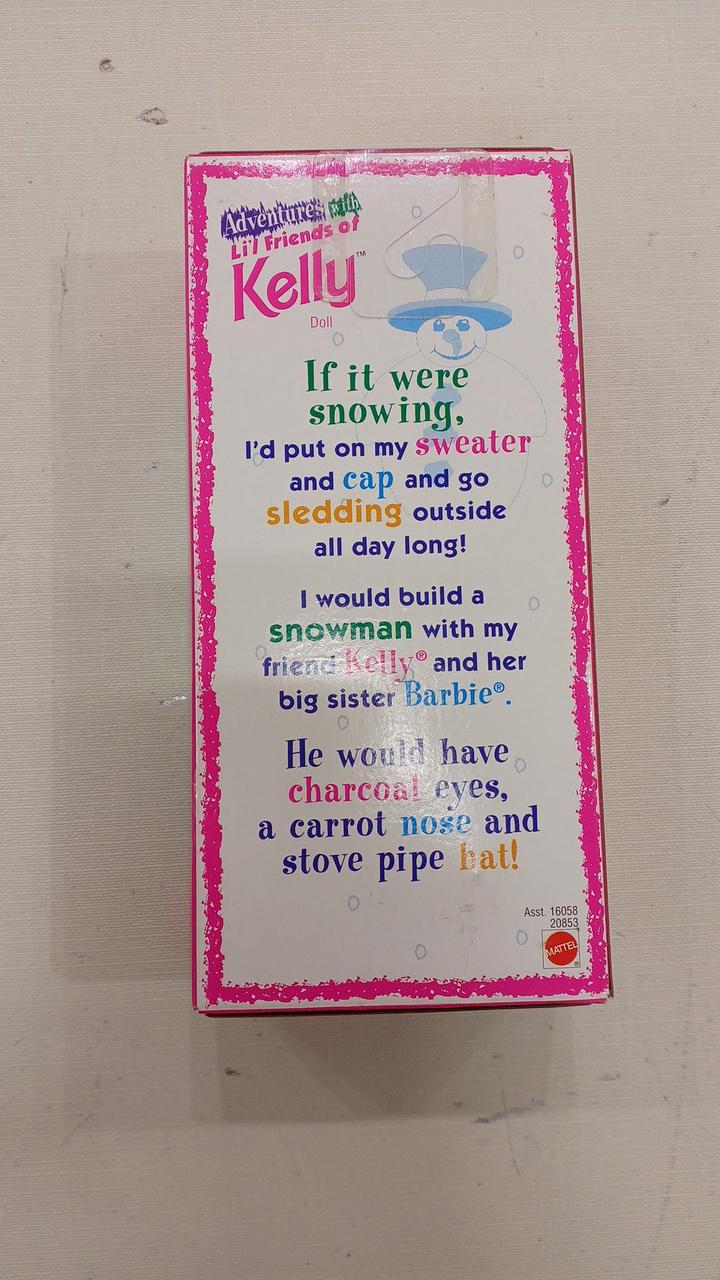 Adventures with
Li'l Friends of
Kelly™
Doll
If it were
snowing,
I'd put on my sweater
and cap and go
sledding outside
all day long!
I would build a
snowman with my
friend Kelly® and her
big sister Barbie®.
He would have
charcoal eyes,
a carrot nose and
stove pipe hat!
Asst. 16058
20853
MATTEL®